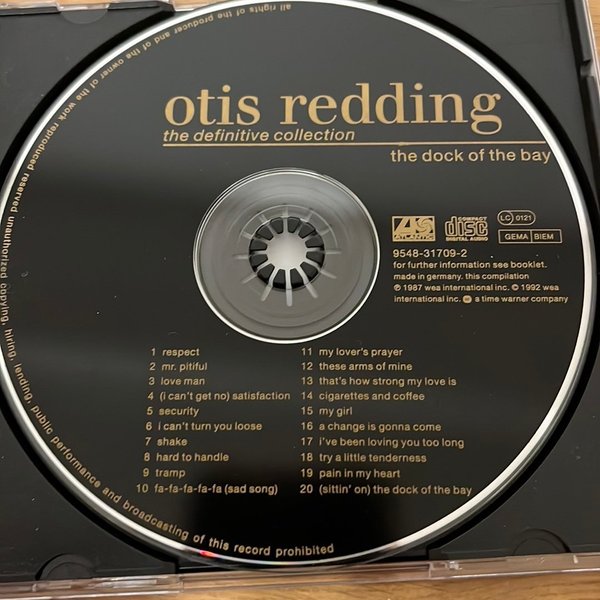 otis redding
the definitive collection
the dock of the bay
ATLANTIC
COMPACT
disc
DIGITAL AUDIO
LC 0121
GEMA BIEM
9548-31709-2
for further information see booklet.
made in germany. this compilation
℗ 1987 wea international inc. © 1992 wea
international inc. a time warner company
1 respect
2 mr. pitiful
3 love man
4 (i can't get no) satisfaction
5 security
6 i can't turn you loose
7 shake
8 hard to handle
9 tramp
10 fa-fa-fa-fa-fa (sad song)
11 my lover's prayer
12 these arms of mine
13 that's how strong my love is
14 cigarettes and coffee
15 my girl
16 a change is gonna come
17 i've been loving you too long
18 try a little tenderness
19 pain in my heart
20 (sittin' on) the dock of the bay
all rights of the producer and of the owner of the work reproduced reserved unauthorized copying, hiring, lending, public performance and broadcasting of this record prohibited